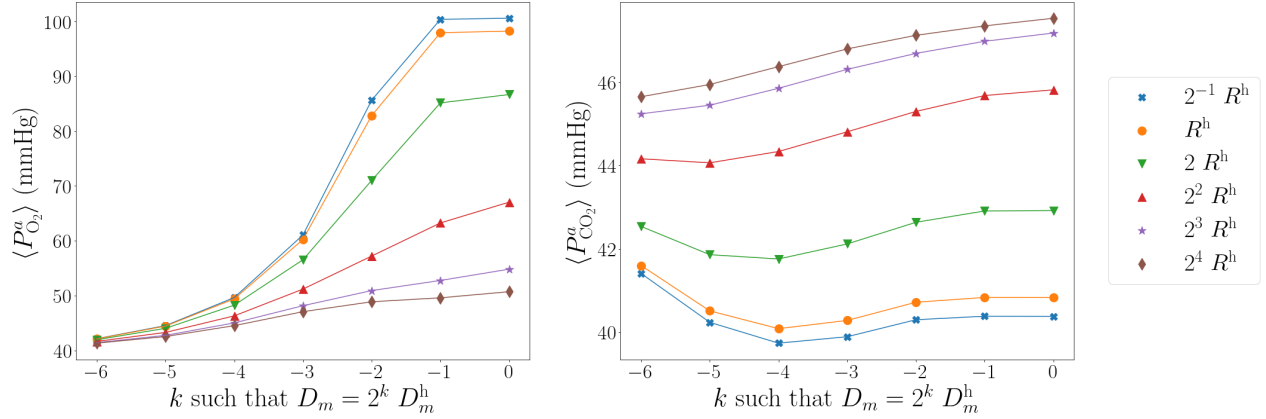 100
90
80
70
60
50
40
⟨P^a_{O_2}⟩ (mmHg)
−6 −5 −4 −3 −2 −1 0
k such that D_m = 2^k D_m^h
46
44
42
40
⟨P^a_{CO_2}⟩ (mmHg)
−6 −5 −4 −3 −2 −1 0
k such that D_m = 2^k D_m^h
2^{−1} R^h
R^h
2 R^h
2^2 R^h
2^3 R^h
2^4 R^h